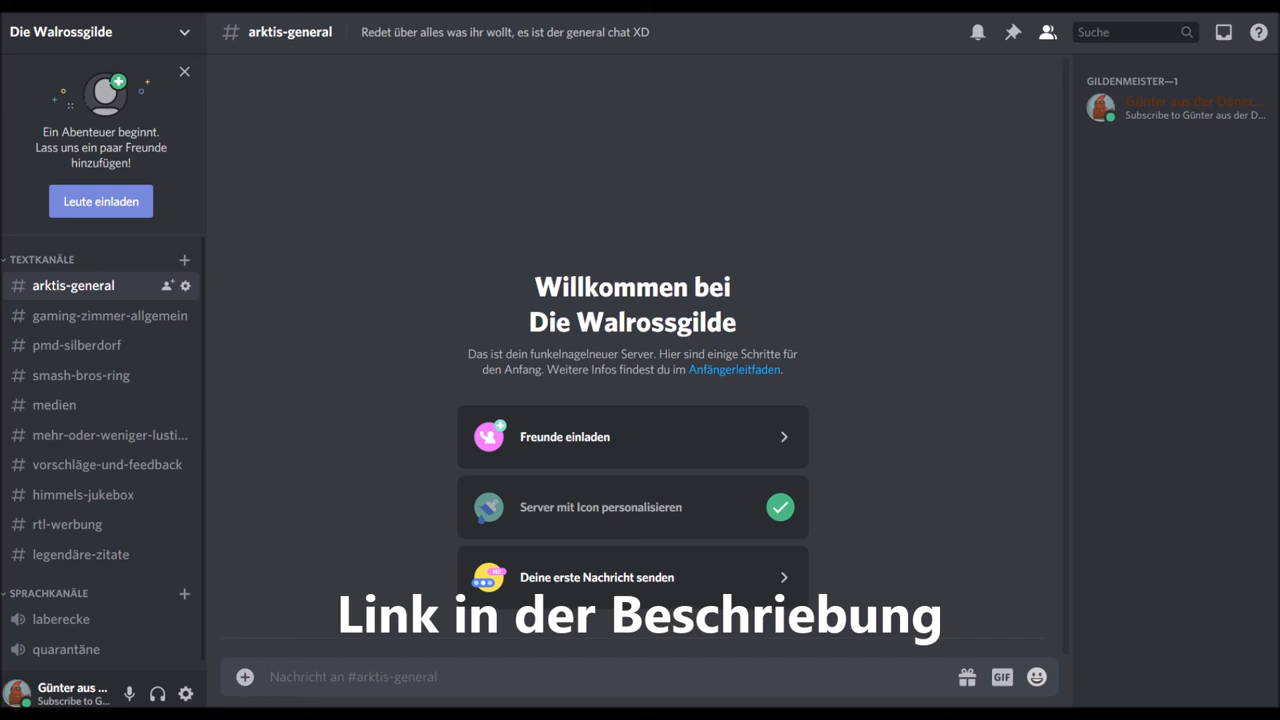 Die Walrossgilde
# arktis-general
Redet über alles was ihr wollt, es ist der general chat XD
Suche
Ein Abenteuer beginnt.
Lass uns ein paar Freunde
hinzufügen!
Leute einladen
TEXTKANÄLE
# arktis-general
# gaming-zimmer-allgemein
# pmd-silberdorf
# smash-bros-ring
# medien
# mehr-oder-weniger-lusti...
# vorschläge-und-feedback
# himmels-jukebox
# rtl-werbung
# legendäre-zitate
SPRACHKANÄLE
laberecke
quarantäne
Günter aus ...
Subscribe to G...
Willkommen bei
Die Walrossgilde
Das ist dein funkelnagelneuer Server. Hier sind einige Schritte für
den Anfang. Weitere Infos findest du im Anfängerleitfaden.
Freunde einladen
Server mit Icon personalisieren
Deine erste Nachricht senden
Link in der Beschriebung
Nachricht an #arktis-general
GIF
GILDENMEISTER—1
Günter aus der Döner...
Subscribe to Günter aus der D...